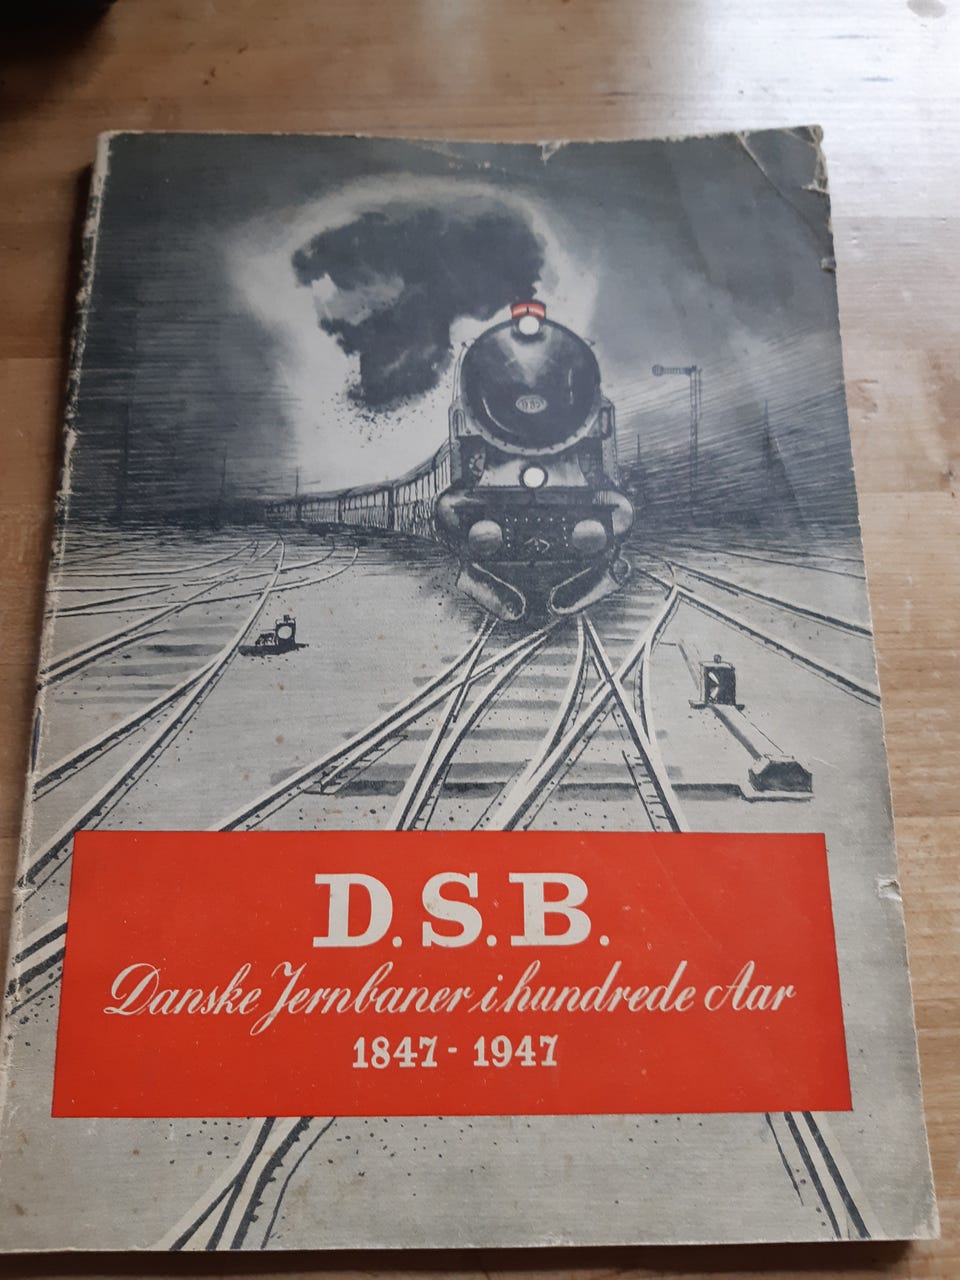 D.S.B.
Danske Jernbaner i hundrede Aar
1847 - 1947